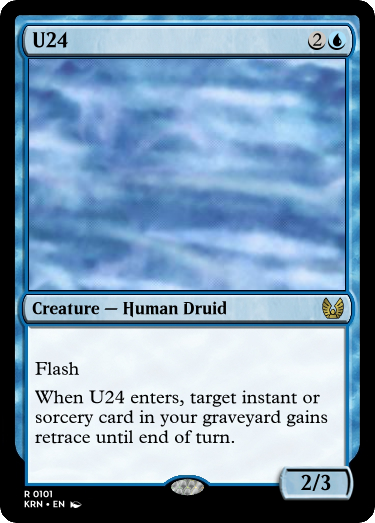 U24 2
Creature — Human Druid
Flash
When U24 enters, target instant or
sorcery card in your graveyard gains
retrace until end of turn.
2/3
R 0101
KRN • EN